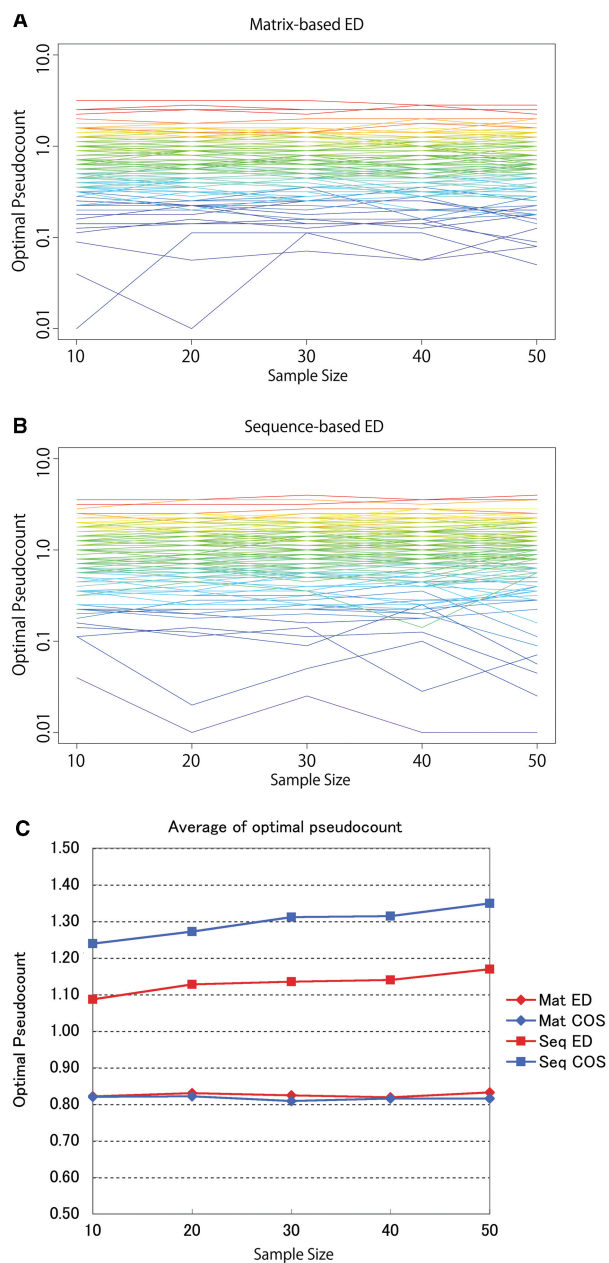 A
Matrix-based ED
Optimal Pseudocount
10.0
1.0
0.1
0.01
10 20 30 40 50
Sample Size
B
Sequence-based ED
Optimal Pseudocount
10.0
1.0
0.1
0.01
10 20 30 40 50
Sample Size
C
Average of optimal pseudocount
Optimal Pseudocount
1.50
1.40
1.30
1.20
1.10
1.00
0.90
0.80
0.70
0.60
0.50
10 20 30 40 50
Sample Size
Mat ED
Mat COS
Seq ED
Seq COS